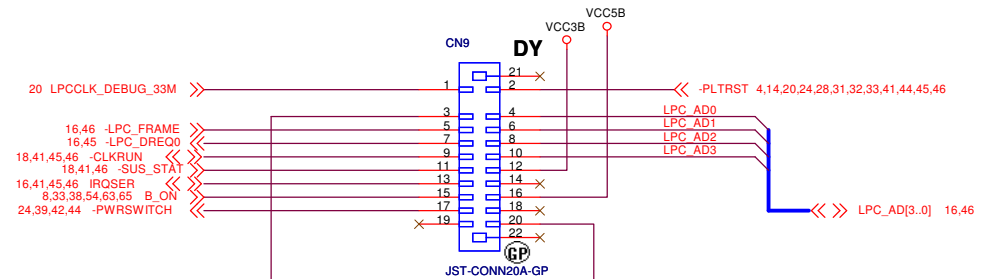 VCC5B
VCC3B
CN9 DY
21
20 LPCCLK_DEBUG_33M 1 2 -PLTRST 4,14,20,24,28,31,32,33,41,44,45,46
3 4 LPC_AD0
16,46 -LPC_FRAME 5 6 LPC_AD1
16,45 -LPC_DREQ0 7 8 LPC_AD2
18,41,45,46 -CLKRUN 9 10 LPC_AD3
18,41,46 -SUS_STAT 11 12
16,41,45,46 IRQSER 13 14
8,33,38,54,63,65 B_ON 15 16
24,39,42,44 -PWRSWITCH 17 18 LPC_AD[3..0] 16,46
19 20
22
GP
JST-CONN20A-GP